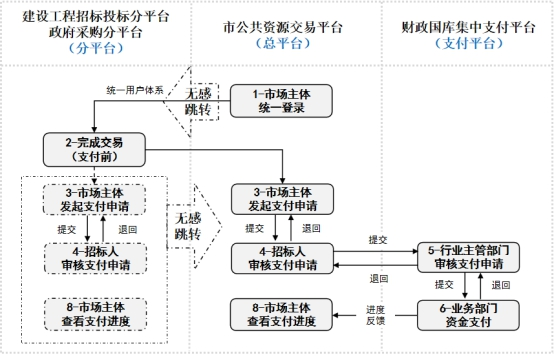 建设工程招标投标分平台
政府采购分平台
（分平台）
市公共资源交易平台
（总平台）
财政国库集中支付平台
（支付平台）
统一用户体系
无感
跳转
1-市场主体
统一登录
2-完成交易
（支付前）
3-市场主体
发起支付申请
提交
退回
4-招标人
审核支付申请
8-市场主体
查看支付进度
无感
跳转
3-市场主体
发起支付申请
提交
退回
4-招标人
审核支付申请
提交
退回
5-行业主管部门
审核支付申请
提交
退回
8-市场主体
查看支付进度
进度
反馈
6-业务部门
资金支付